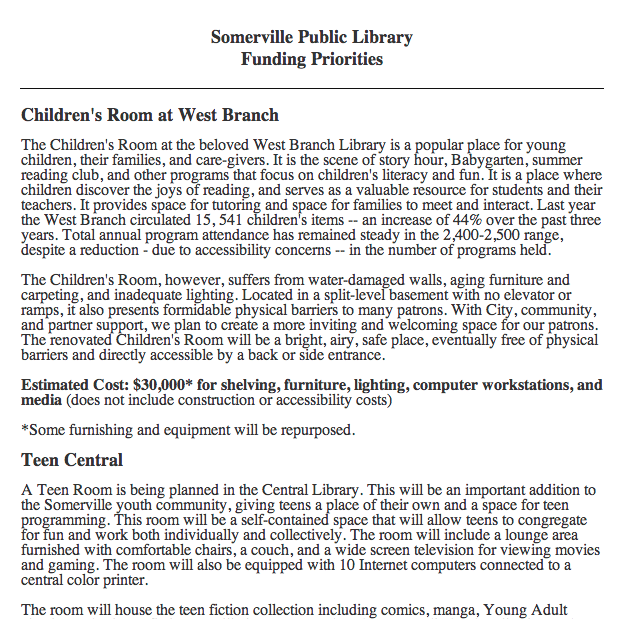 Somerville Public Library
Funding Priorities
Children's Room at West Branch
The Children's Room at the beloved West Branch Library is a popular place for young
children, their families, and care-givers. It is the scene of story hour, Babygarten, summer
reading club, and other programs that focus on children's literacy and fun. It is a place where
children discover the joys of reading, and serves as a valuable resource for students and their
teachers. It provides space for tutoring and space for families to meet and interact. Last year
the West Branch circulated 15, 541 children's items -- an increase of 44% over the past three
years. Total annual program attendance has remained steady in the 2,400-2,500 range,
despite a reduction - due to accessibility concerns -- in the number of programs held.
The Children's Room, however, suffers from water-damaged walls, aging furniture and
carpeting, and inadequate lighting. Located in a split-level basement with no elevator or
ramps, it also presents formidable physical barriers to many patrons. With City, community,
and partner support, we plan to create a more inviting and welcoming space for our patrons.
The renovated Children's Room will be a bright, airy, safe place, eventually free of physical
barriers and directly accessible by a back or side entrance.
Estimated Cost: $30,000* for shelving, furniture, lighting, computer workstations, and
media (does not include construction or accessibility costs)
*Some furnishing and equipment will be repurposed.
Teen Central
A Teen Room is being planned in the Central Library. This will be an important addition to
the Somerville youth community, giving teens a place of their own and a space for teen
programming. This room will be a self-contained space that will allow teens to congregate
for fun and work both individually and collectively. The room will include a lounge area
furnished with comfortable chairs, a couch, and a wide screen television for viewing movies
and gaming. The room will also be equipped with 10 Internet computers connected to a
central color printer.
The room will house the teen fiction collection including comics, manga, Young Adult